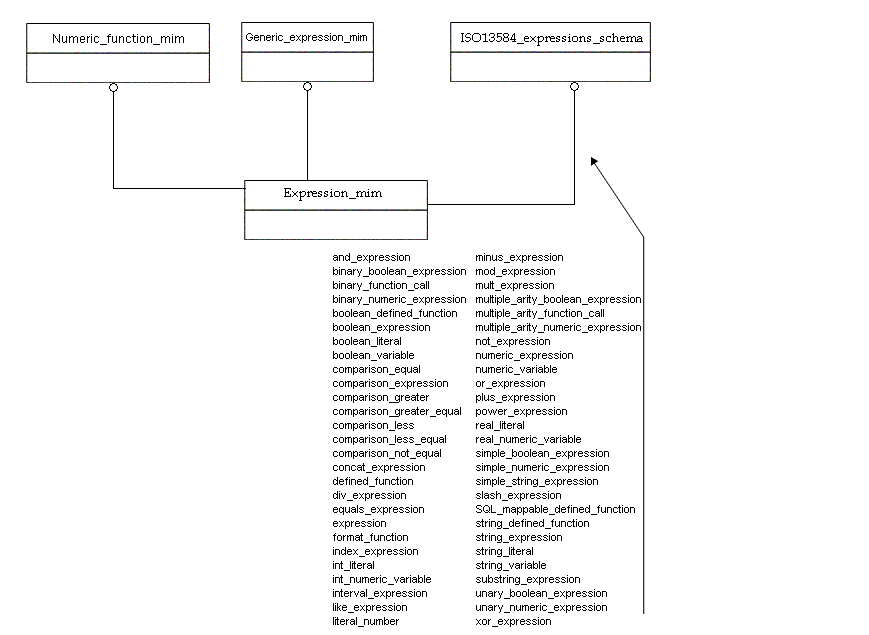 Numeric_function_mim
Generic_expression_mim
ISO13584_expressions_schema
Expression_mim
and_expression
binary_boolean_expression
binary_function_call
binary_numeric_expression
boolean_defined_function
boolean_expression
boolean_literal
boolean_variable
comparison_equal
comparison_expression
comparison_greater
comparison_greater_equal
comparison_less
comparison_less_equal
comparison_not_equal
concat_expression
defined_function
div_expression
equals_expression
expression
format_function
index_expression
int_literal
int_numeric_variable
interval_expression
like_expression
literal_number
minus_expression
mod_expression
mult_expression
multiple_arity_boolean_expression
multiple_arity_function_call
multiple_arity_numeric_expression
not_expression
numeric_expression
numeric_variable
or_expression
plus_expression
power_expression
real_literal
real_numeric_variable
simple_boolean_expression
simple_numeric_expression
simple_string_expression
slash_expression
SQL_mappable_defined_function
string_defined_function
string_expression
string_literal
string_variable
substring_expression
unary_boolean_expression
unary_numeric_expression
xor_expression